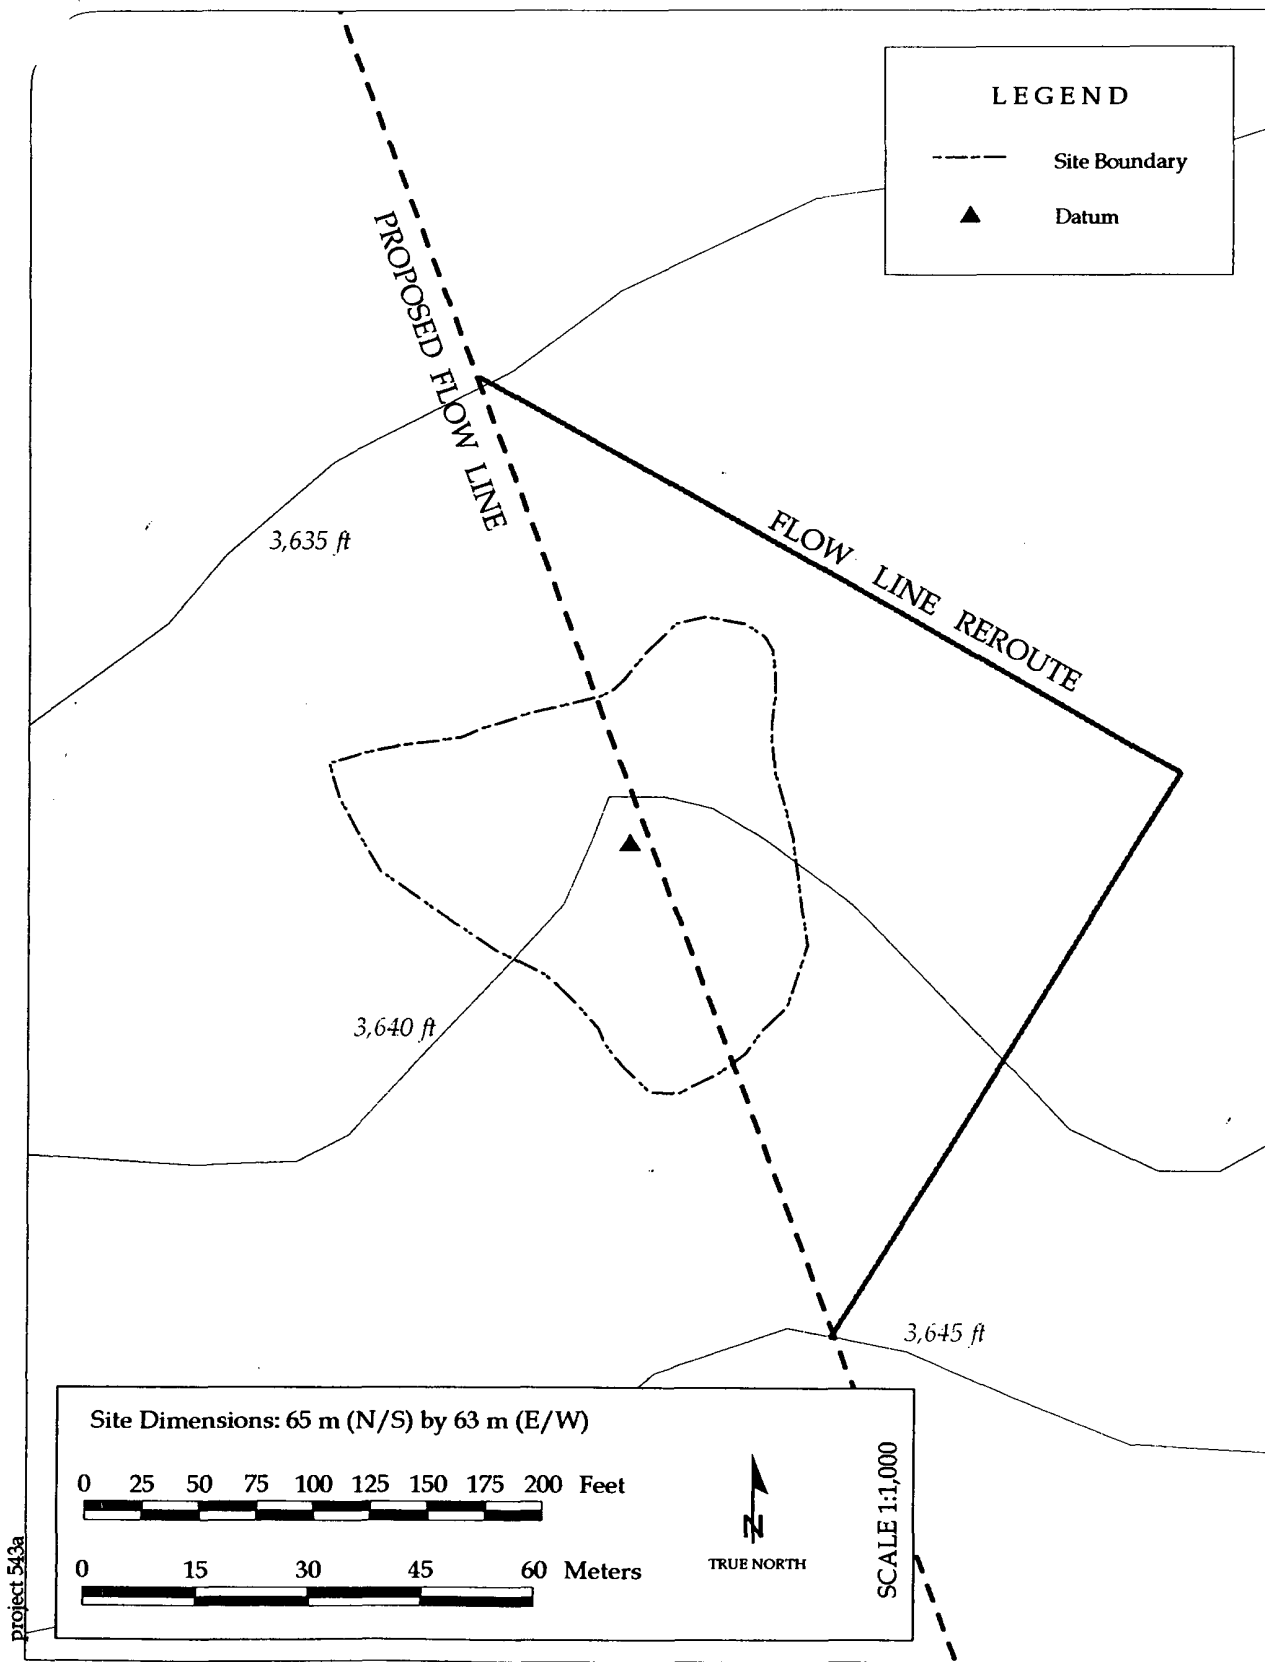 LEGEND
Site Boundary
Datum
PROPOSED FLOW LINE
FLOW LINE REROUTE
3,635 ft
3,640 ft
3,645 ft
Site Dimensions: 65 m (N/S) by 63 m (E/W)
0 25 50 75 100 125 150 175 200 Feet
0 15 30 45 60 Meters
N
TRUE NORTH
SCALE 1:1,000
project 543a